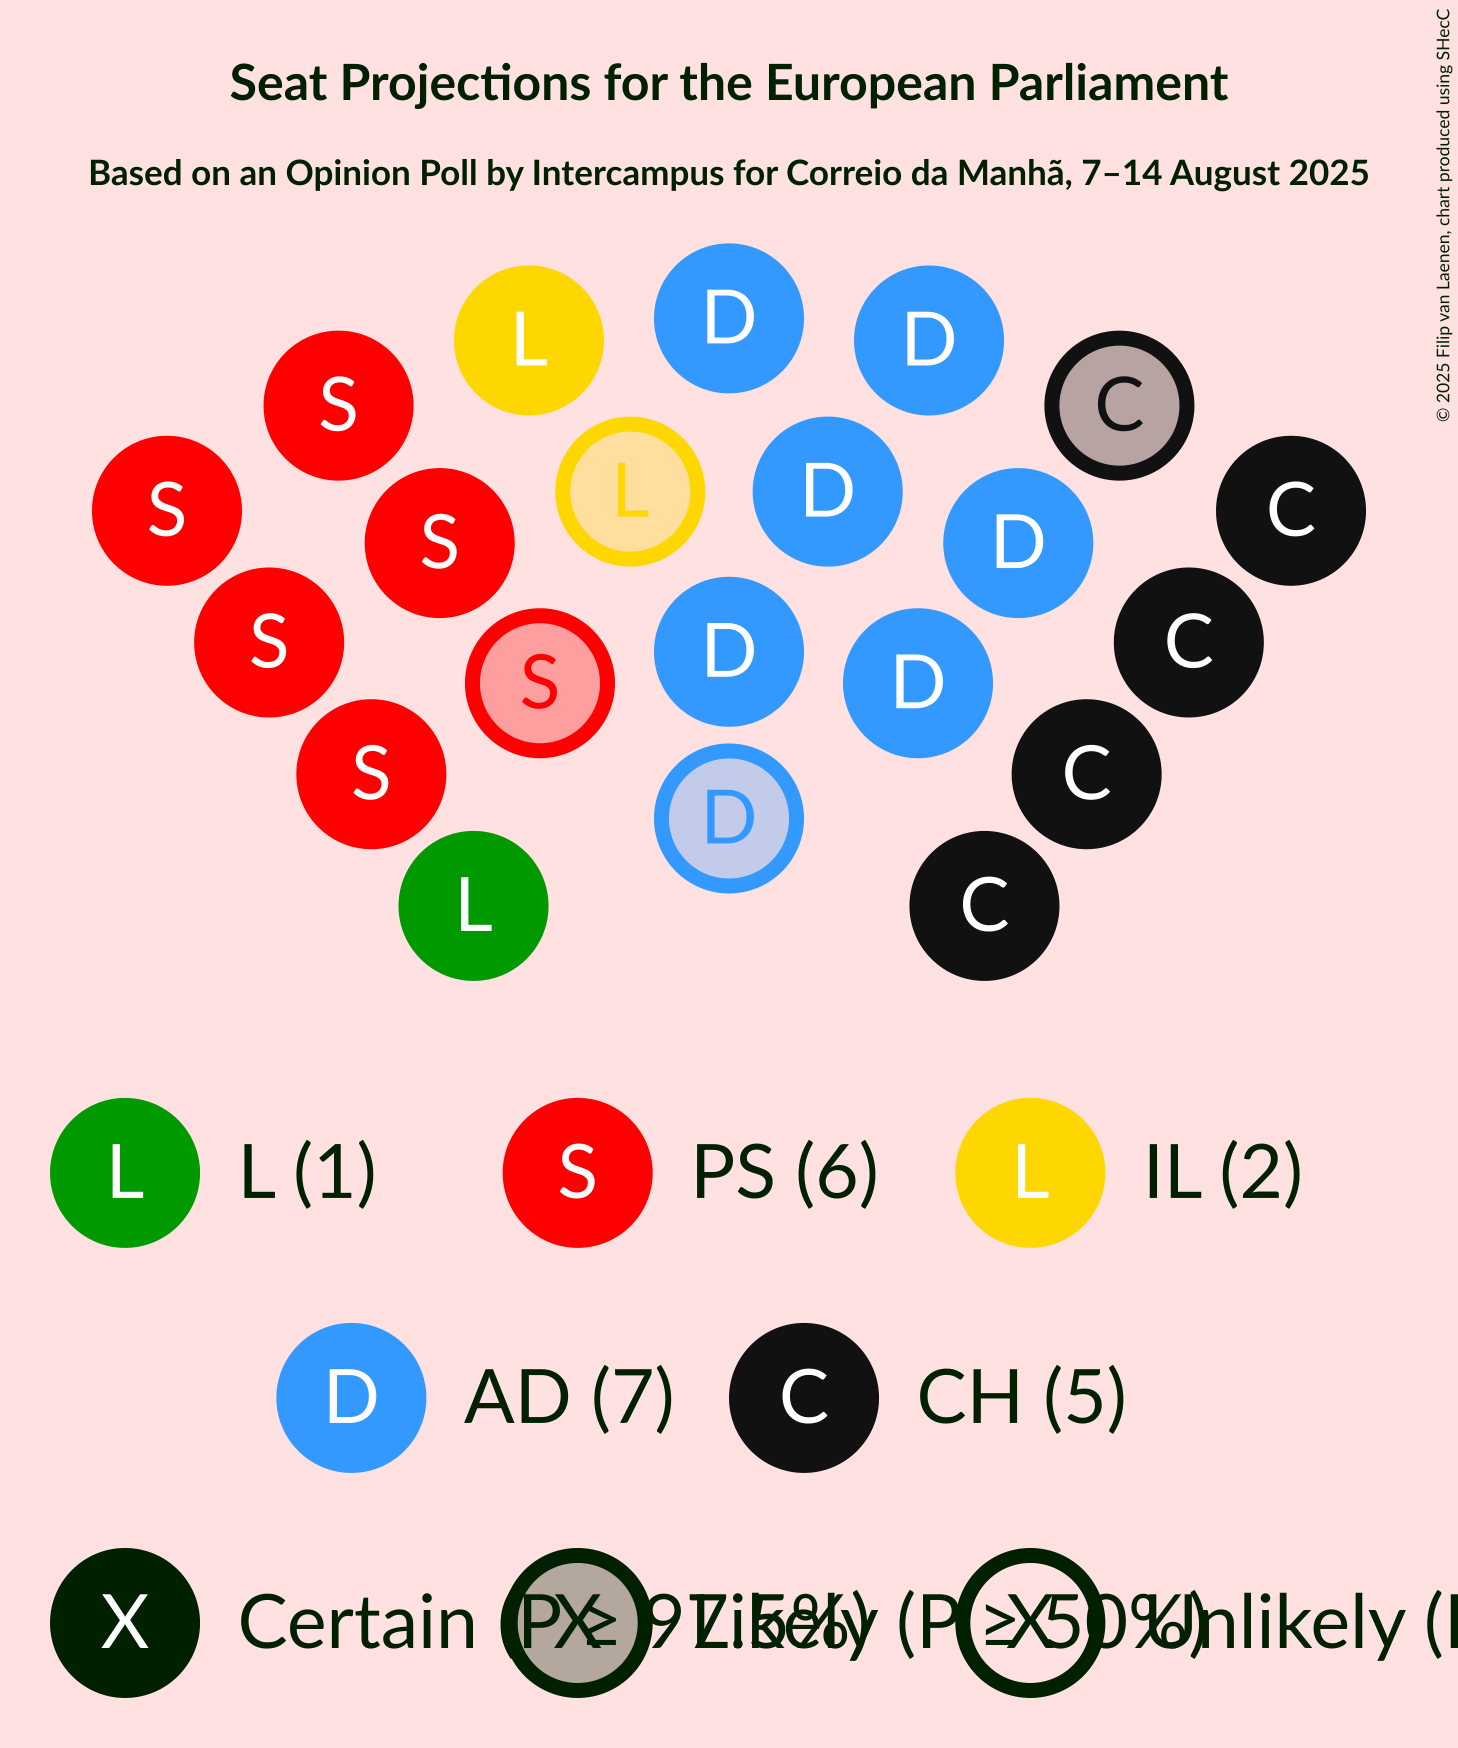 Seat Projections for the European Parliament
Based on an Opinion Poll by Intercampus for Correio da Manhã, 7–14 August 2025
© 2025 Filip van Laenen, chart produced using SHecC
D
L D
S C
S C
L D
S D
S C
D
S D
S C
D
L C
L L (1) S PS (6) L IL (2)
D AD (7) C CH (5)
X Certain (P ≥ 97.5%) X Likely (P ≥ 50%) X Unlikely (